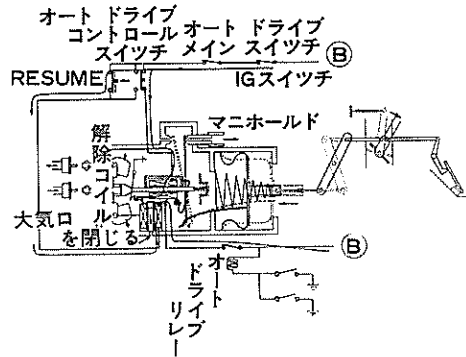 オート ドライブ
コントロール
スイッチ
オート
メイン
ドライブ
スイッチ
B
RESUME
IGスイッチ
マニホールド
解除コイル
大気口
を閉じる
B
オート
ドライブ
リレー